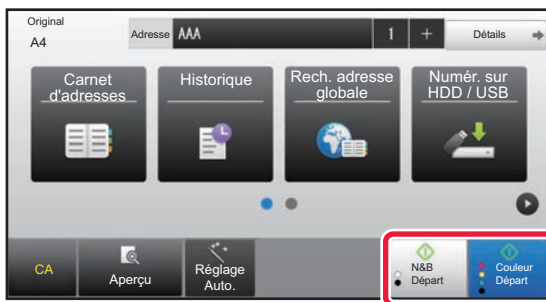 Original
A4
Adresse AAA 1 + Détails
Carnet
d'adresses
Historique
Rech. adresse
globale
Numér. sur
HDD / USB
CA
Aperçu
Réglage
Auto.
N&B
Départ
Couleur
Départ